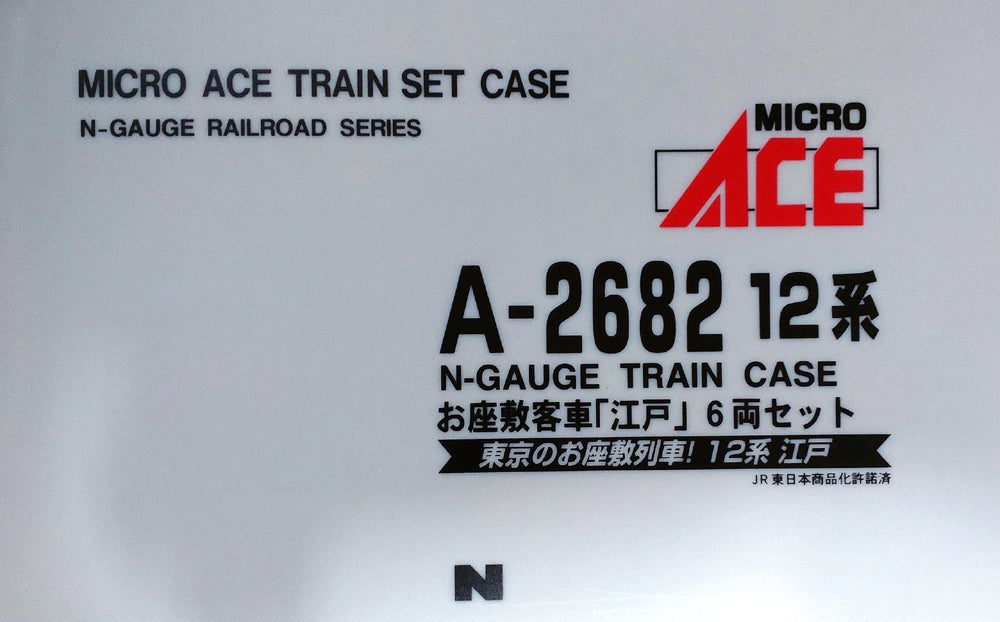 MICRO ACE TRAIN SET CASE
N-GAUGE RAILROAD SERIES
MICRO
ACE
A-2682 12系
N-GAUGE TRAIN CASE
お座敷客車「江戸」6両セット
東京のお座敷列車! 12系 江戸
JR東日本商品化許諾済
N